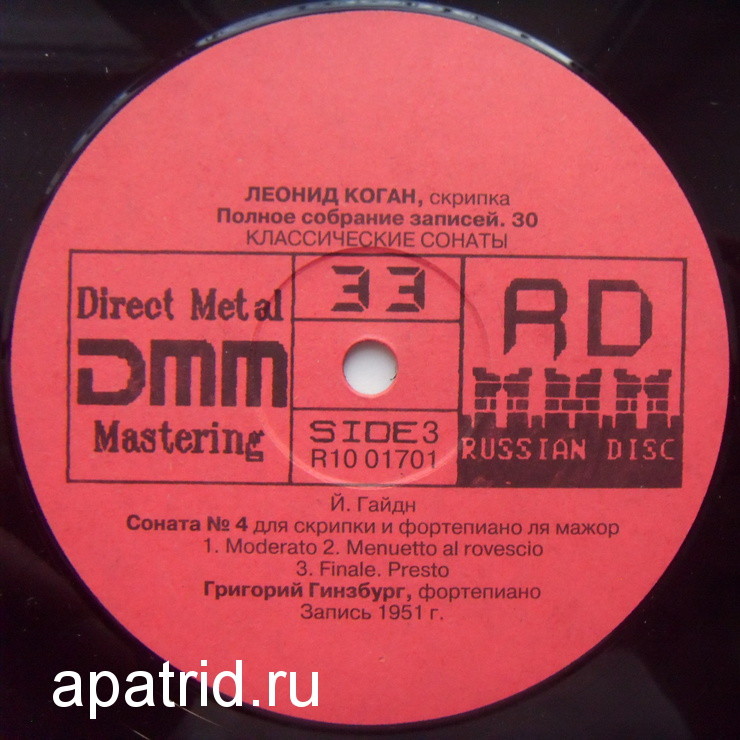 ЛЕОНИД КОГАН, скрипка
Полное собрание записей. 30
КЛАССИЧЕСКИЕ СОНАТЫ
Direct Metal
DMM
Mastering
33
SIDE 3
R10 01701
RD
RUSSIAN DISC
Й. Гайдн
Соната № 4 для скрипки и фортепиано ля мажор
1. Moderato 2. Menuetto al rovescio
3. Finale. Presto
Григорий Гинзбург, фортепиано
Запись 1951 г.
apatrid.ru